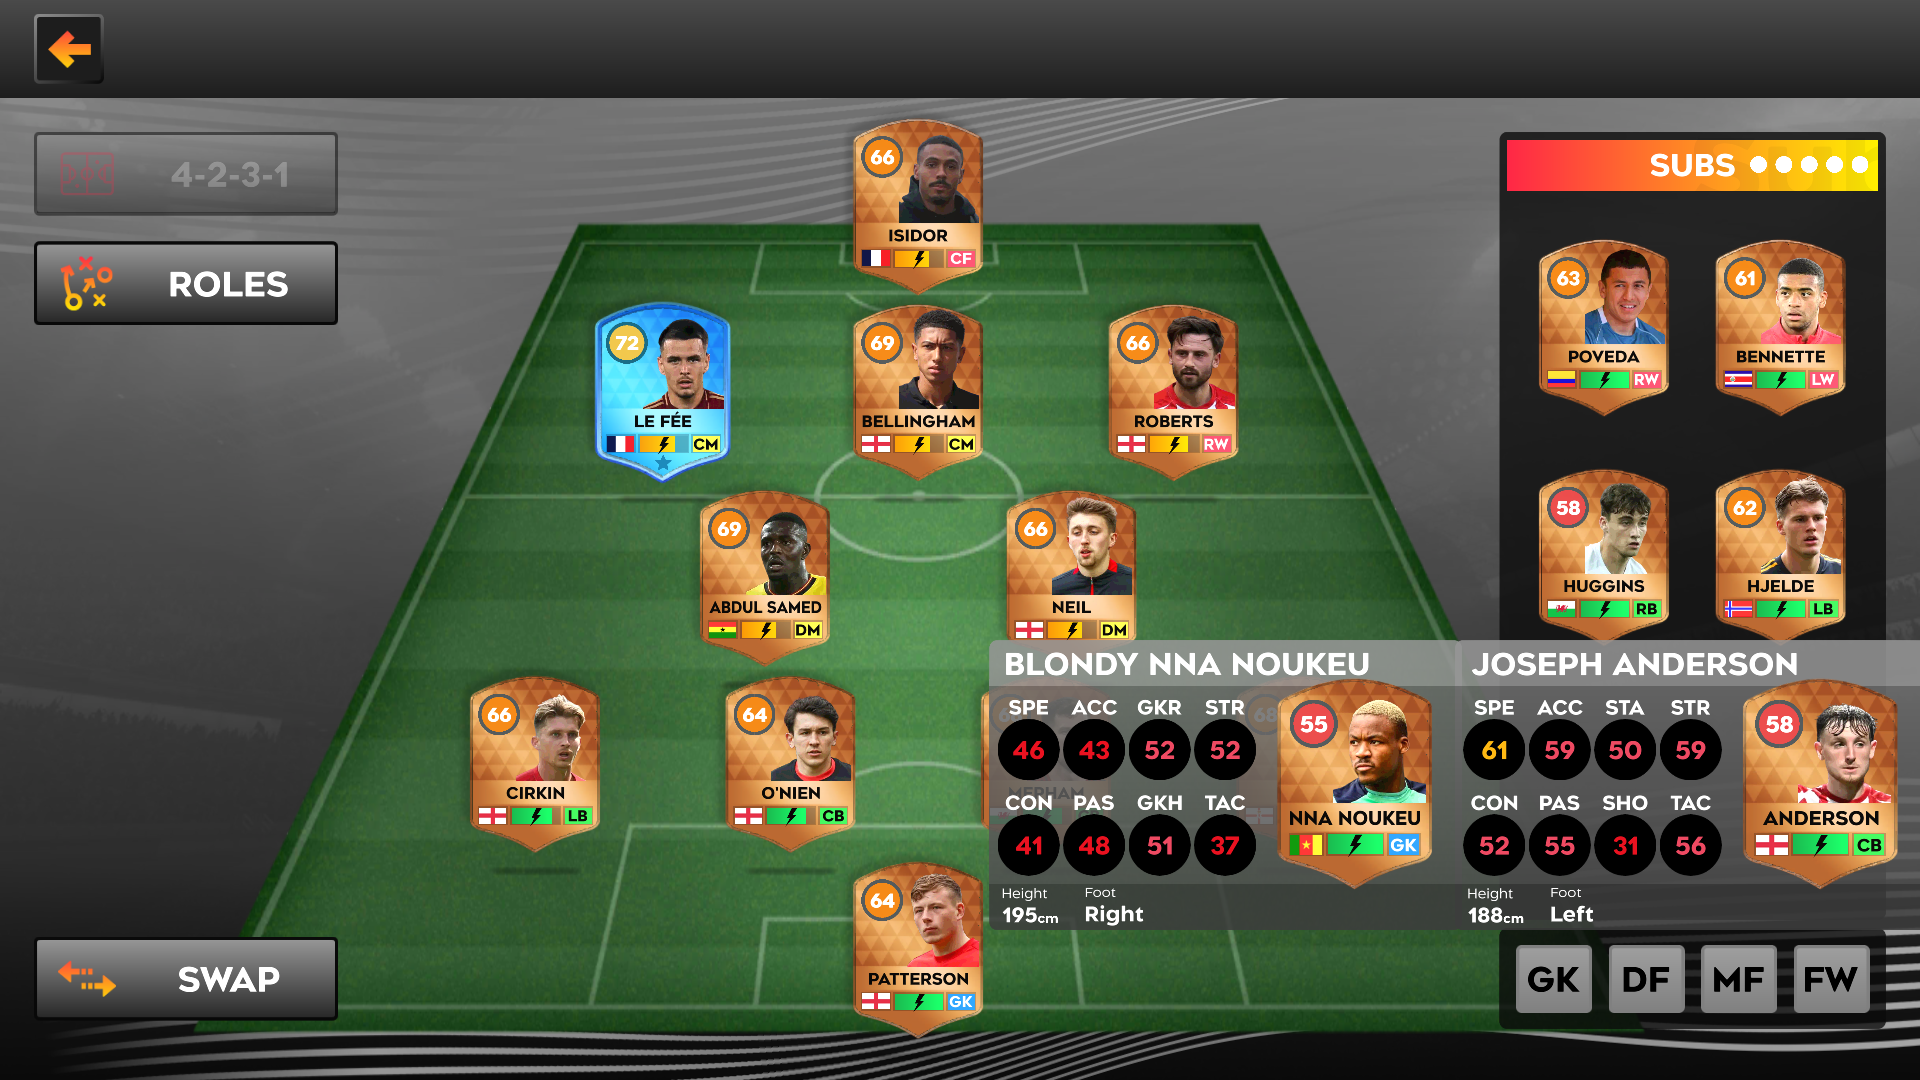 4-2-3-1
ROLES
SWAP
66
ISIDOR
CF
72
LE FÉE
CM
69
BELLINGHAM
CM
66
ROBERTS
RW
69
ABDUL SAMED
DM
66
NEIL
DM
66
CIRKIN
LB
64
O'NIEN
CB
MEPHAM
68
64
PATTERSON
GK
SUBS
63
POVEDA
RW
61
BENNETTE
LW
58
HUGGINS
RB
62
HJELDE
LB
BLONDY NNA NOUKEU
SPE ACC GKR STR
46 43 52 52
CON PAS GKH TAC
41 48 51 37
Height Foot
195cm Right
55
NNA NOUKEU
GK
JOSEPH ANDERSON
SPE ACC STA STR
61 59 50 59
CON PAS SHO TAC
52 55 31 56
Height Foot
188cm Left
58
ANDERSON
CB
GK DF MF FW